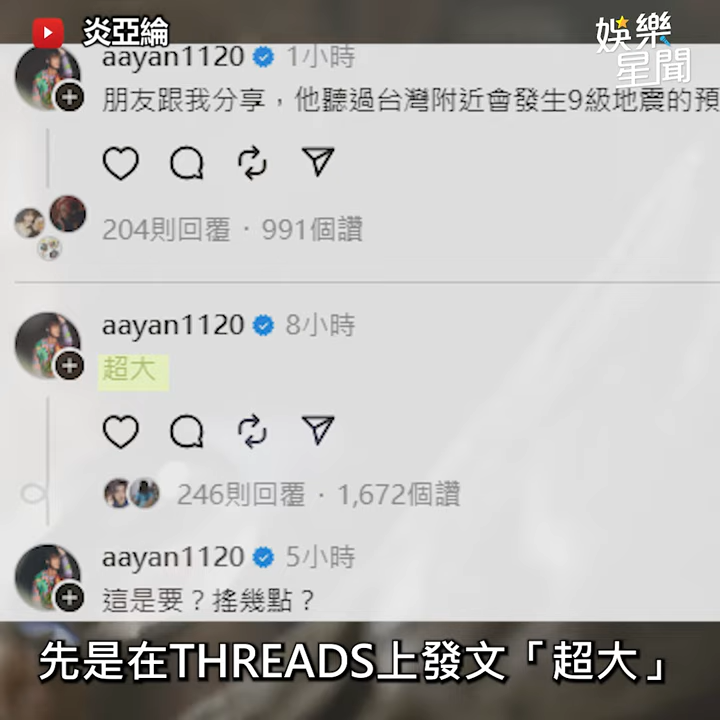 炎亞綸
娛樂
星聞
aayan1120 1小時
朋友跟我分享，他聽過台灣附近會發生9級地震的預
204則回覆 · 991個讚
aayan1120 8小時
超大
246則回覆 · 1,672個讚
aayan1120 5小時
這是要？搖幾點？
先是在THREADS上發文「超大」